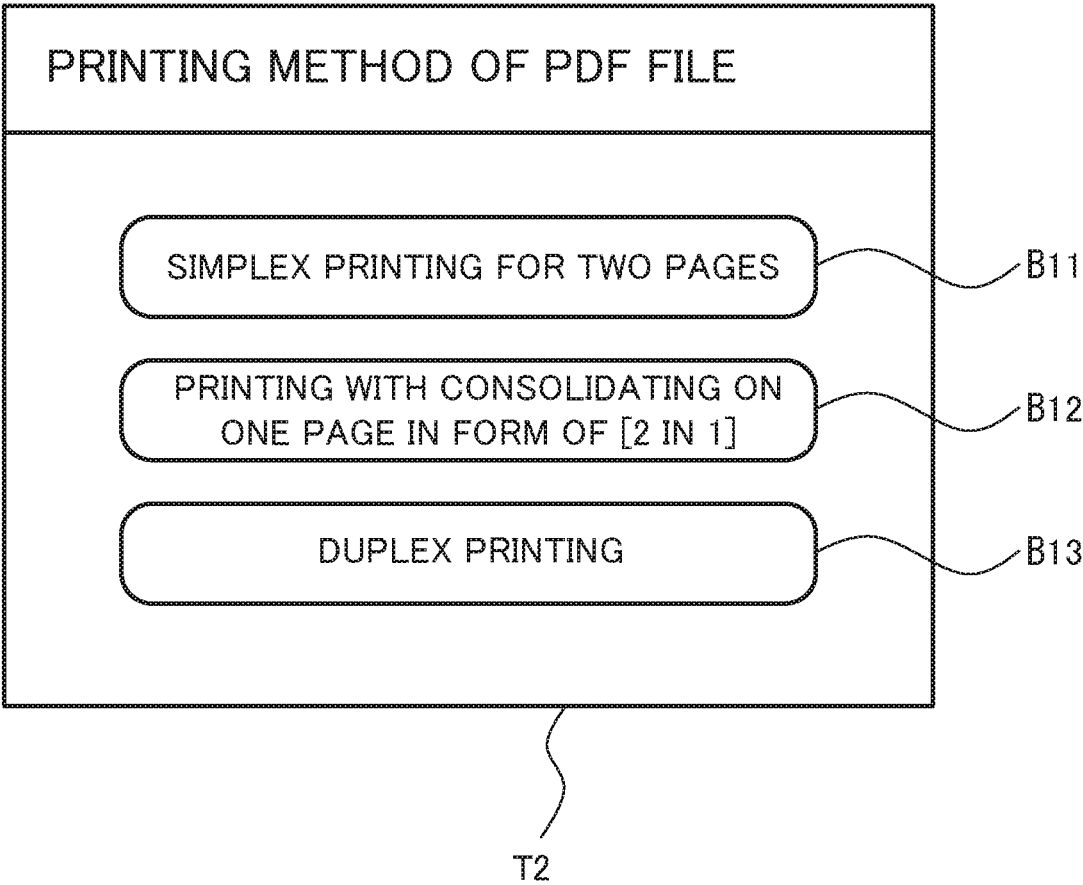 PRINTING METHOD OF PDF FILE
SIMPLEX PRINTING FOR TWO PAGES
B11
PRINTING WITH CONSOLIDATING ON
ONE PAGE IN FORM OF [2 IN 1]
B12
DUPLEX PRINTING
B13
T2